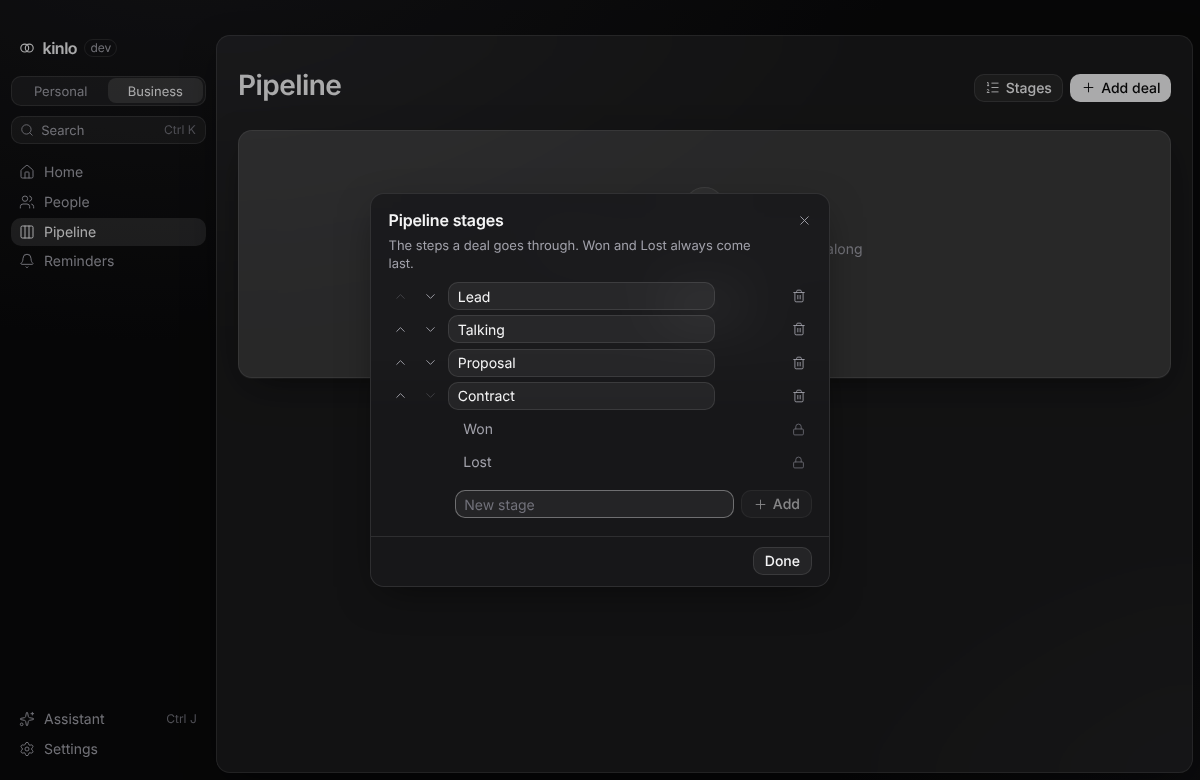 kinlo dev
Personal Business
Search Ctrl K
Home
People
Pipeline
Reminders
Assistant Ctrl J
Settings
Pipeline
Stages
Add deal
along
Pipeline stages
The steps a deal goes through. Won and Lost always come
last.
Lead
Talking
Proposal
Contract
Won
Lost
New stage
Add
Done